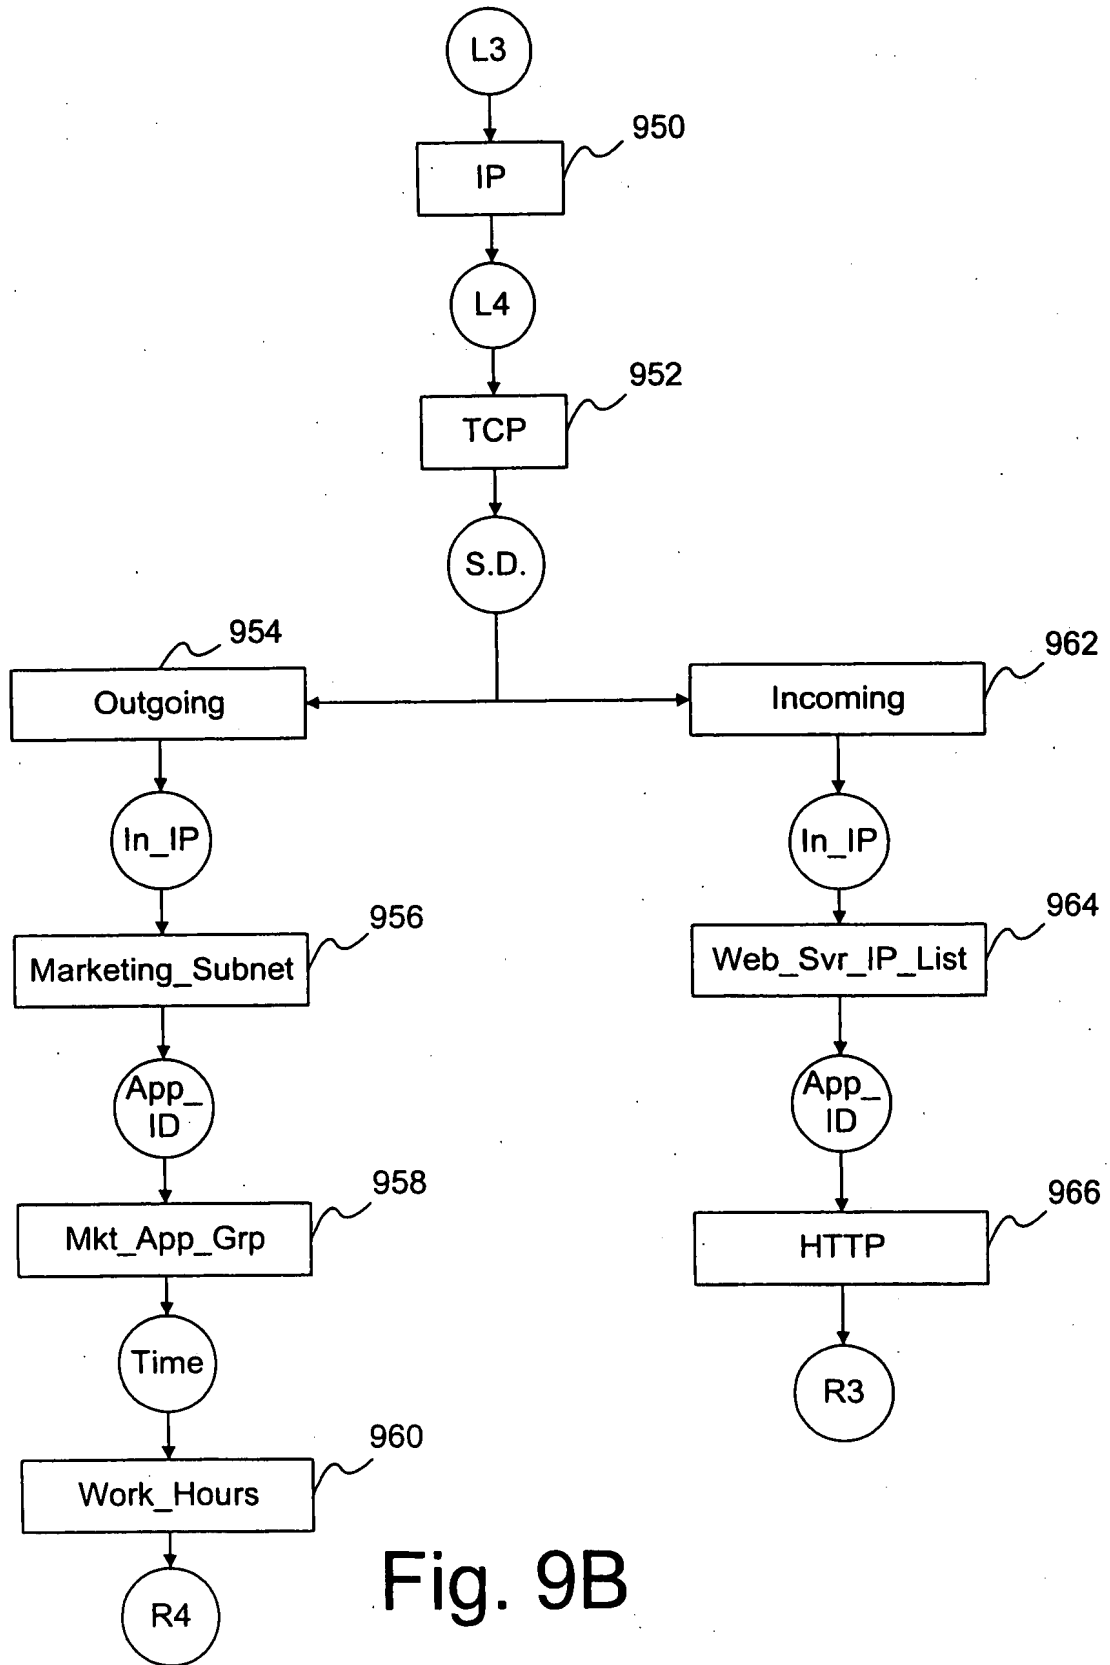 L3
950
IP
L4
952
TCP
S.D.
954
Outgoing
962
Incoming
In_IP
In_IP
956
Marketing_Subnet
964
Web_Svr_IP_List
App_
ID
App_
ID
958
Mkt_App_Grp
966
HTTP
Time
R3
960
Work_Hours
R4
Fig. 9B